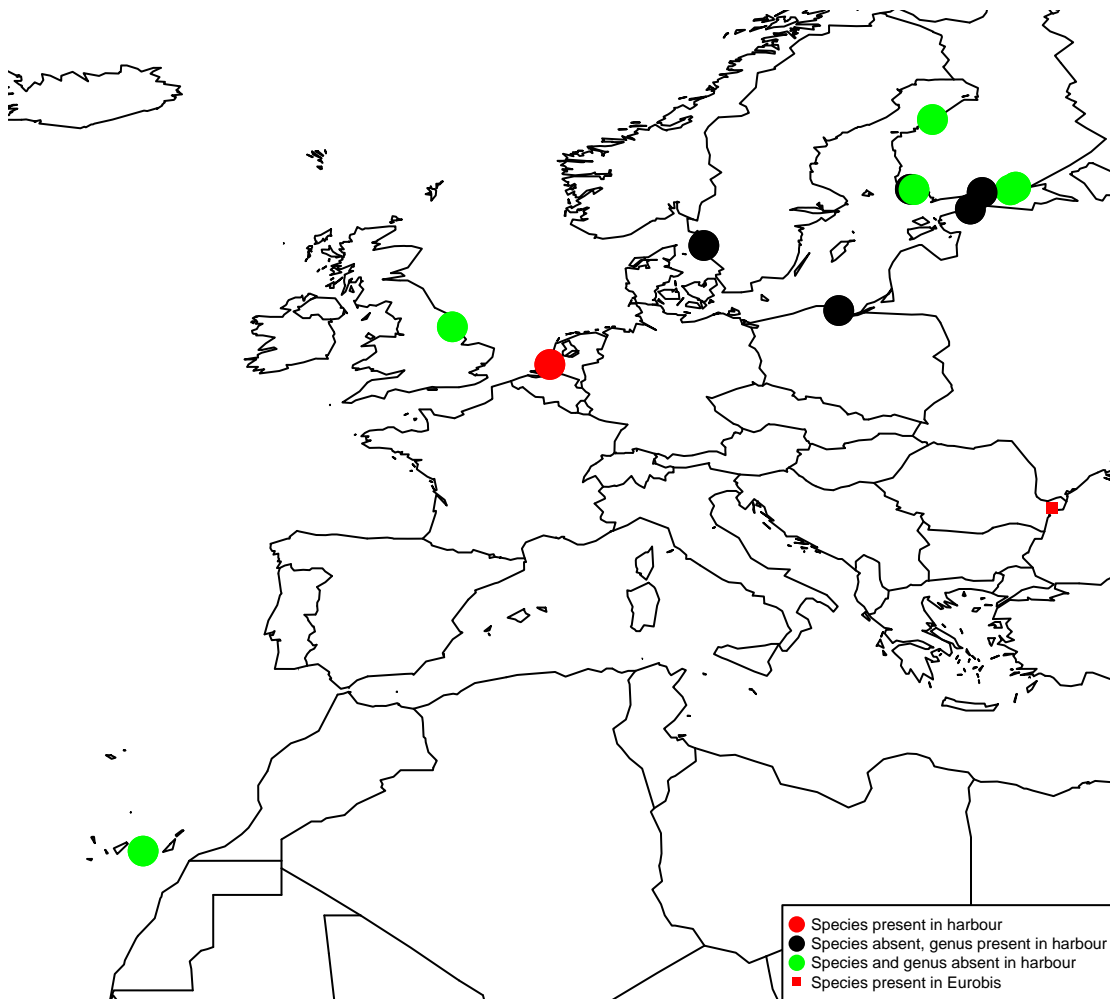 Species present in harbour
Species absent, genus present in harbour
Species and genus absent in harbour
Species present in Eurobis